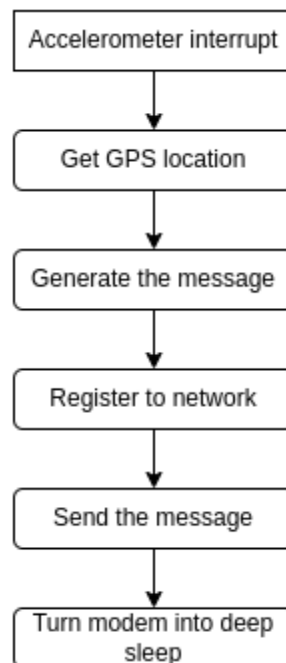 Accelerometer interrupt
Get GPS location
Generate the message
Register to network
Send the message
Turn modem into deep
sleep